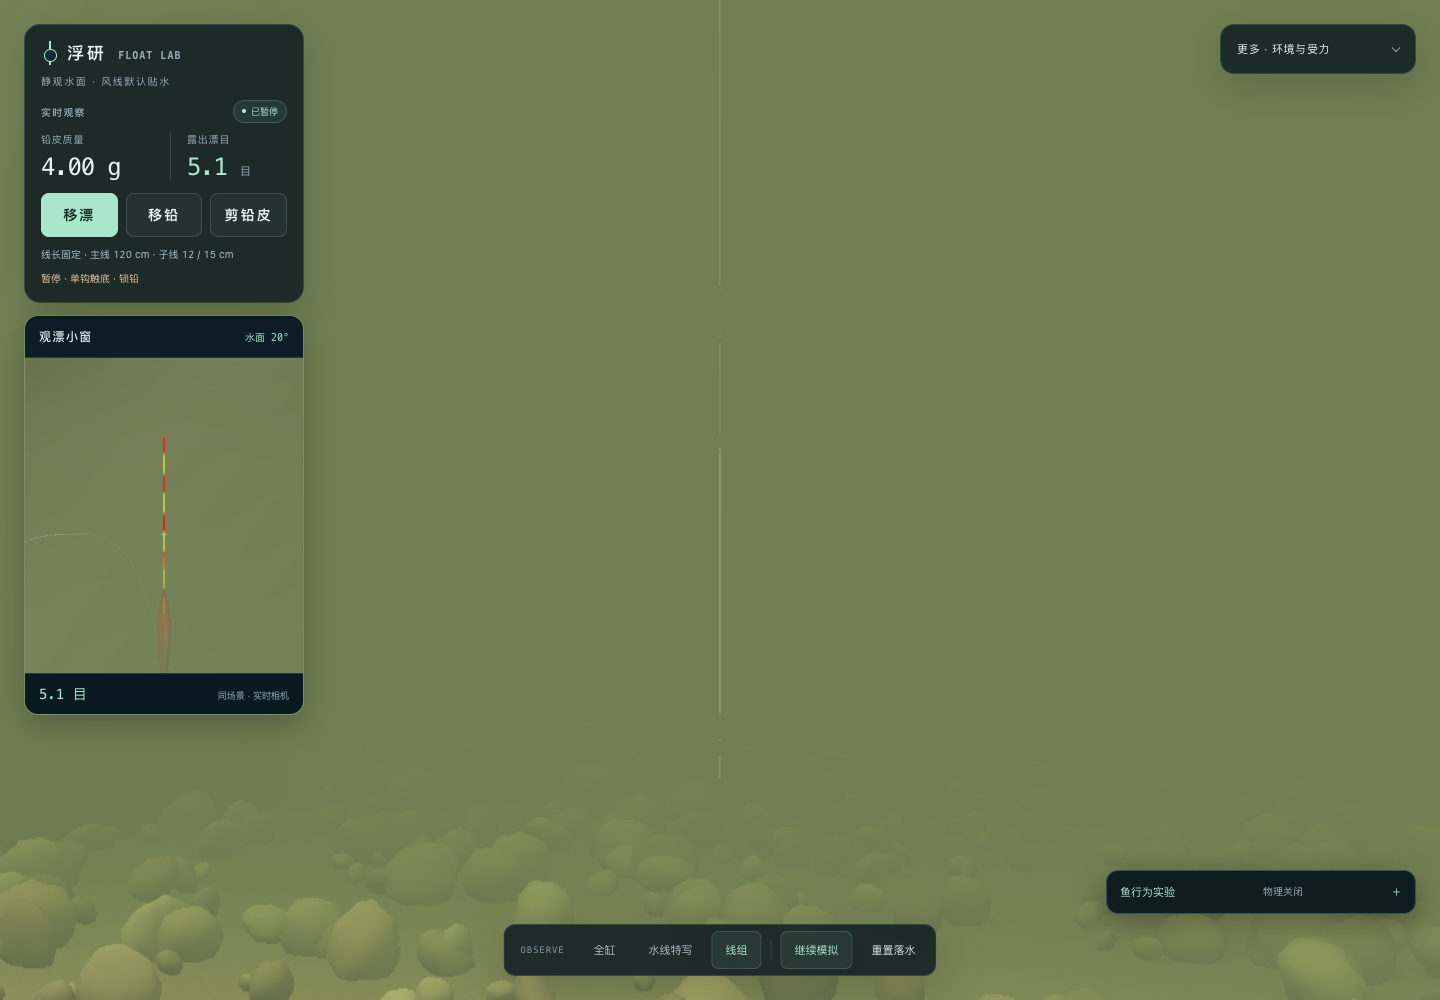 浮研 FLOAT LAB
静观水面 · 风线默认贴水
实时观察
已暂停
铅皮质量
4.00 g
露出漂目
5.1 目
移漂
移铅
剪铅皮
线长固定 · 主线 120 cm · 子线 12 / 15 cm
暂停 · 单钩触底 · 锁铅
观漂小窗
水面 20°
5.1 目
同场景 · 实时相机
更多 · 环境与受力
鱼行为实验
物理关闭
+
OBSERVE
全缸
水线特写
线组
继续模拟
重置落水